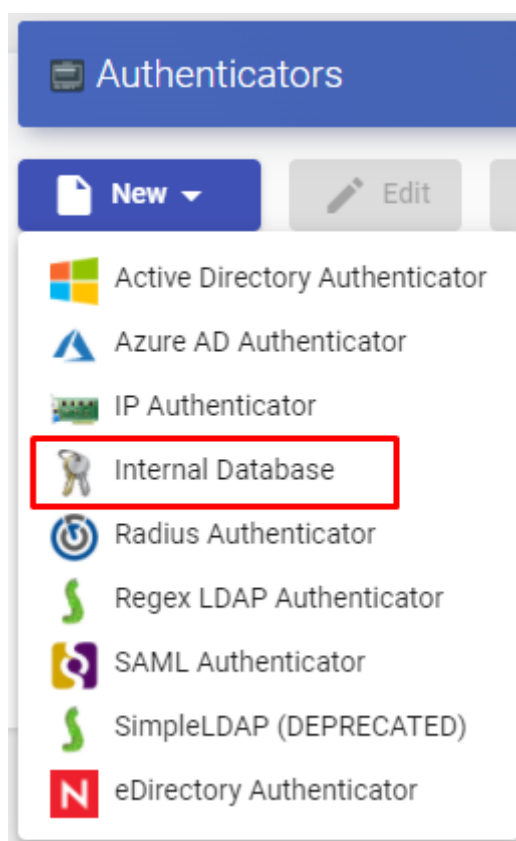 Authenticators
New
Edit
Active Directory Authenticator
Azure AD Authenticator
IP Authenticator
Internal Database
Radius Authenticator
Regex LDAP Authenticator
SAML Authenticator
SimpleLDAP (DEPRECATED)
eDirectory Authenticator